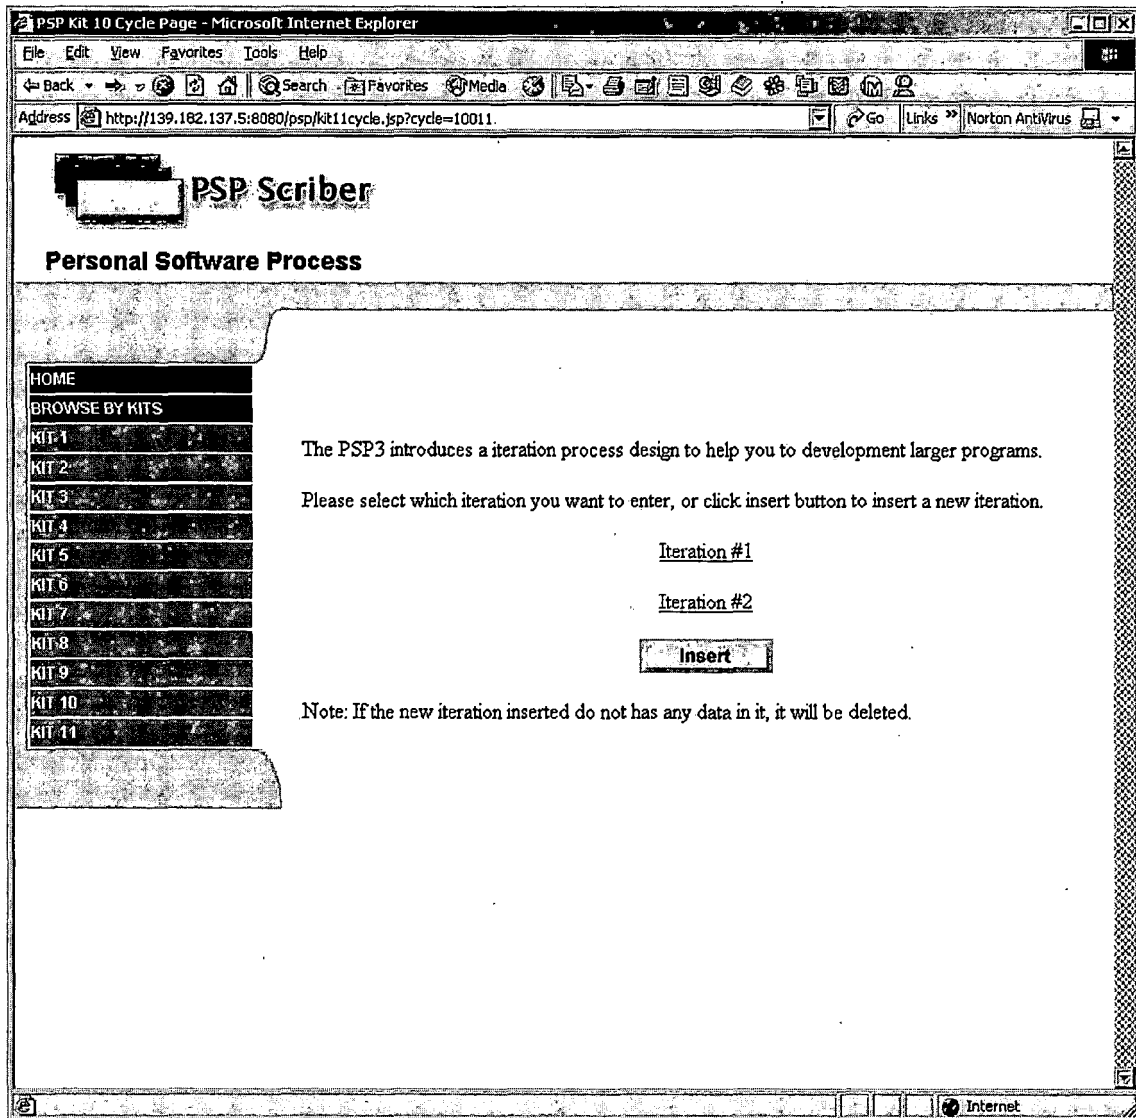 PSP Kit 10 Cycle Page - Microsoft Internet Explorer
File Edit View Favorites Tools Help
Back Search Favorites Media
Address http://139.182.137.5:8080/psp/kit11cycle.jsp?cycle=10011 Go Links » Norton AntiVirus
PSP Scriber
Personal Software Process
HOME
BROWSE BY KITS
KIT 1
KIT 2
KIT 3
KIT 4
KIT 5
KIT 6
KIT 7
KIT 8
KIT 9
KIT 10
KIT 11
The PSP3 introduces a iteration process design to help you to development larger programs.
Please select which iteration you want to enter, or click insert button to insert a new iteration.
Iteration #1
Iteration #2
Insert
Note: If the new iteration inserted do not has any data in it, it will be deleted.
Internet